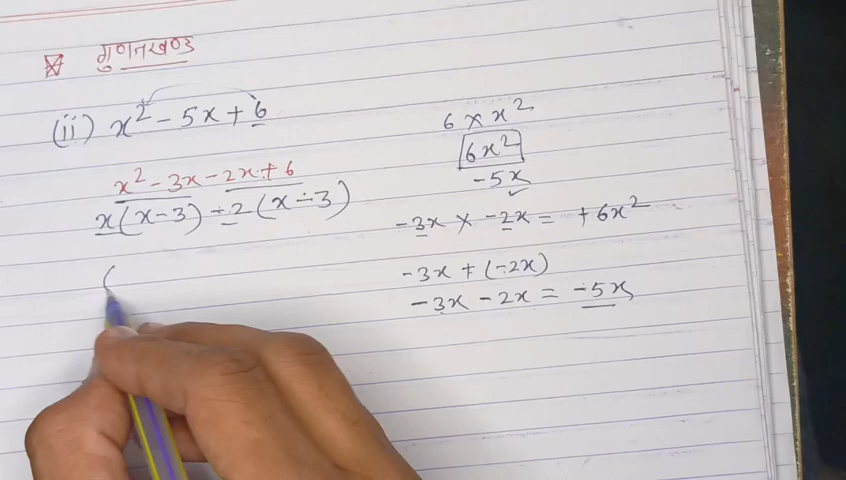 गुणनखण्ड
(ii) x² - 5x + 6
x² - 3x - 2x + 6
x(x-3) - 2(x-3)
(
6 × x²
6x²
-5x
-3x × -2x = +6x²
-3x + (-2x)
-3x - 2x = -5x